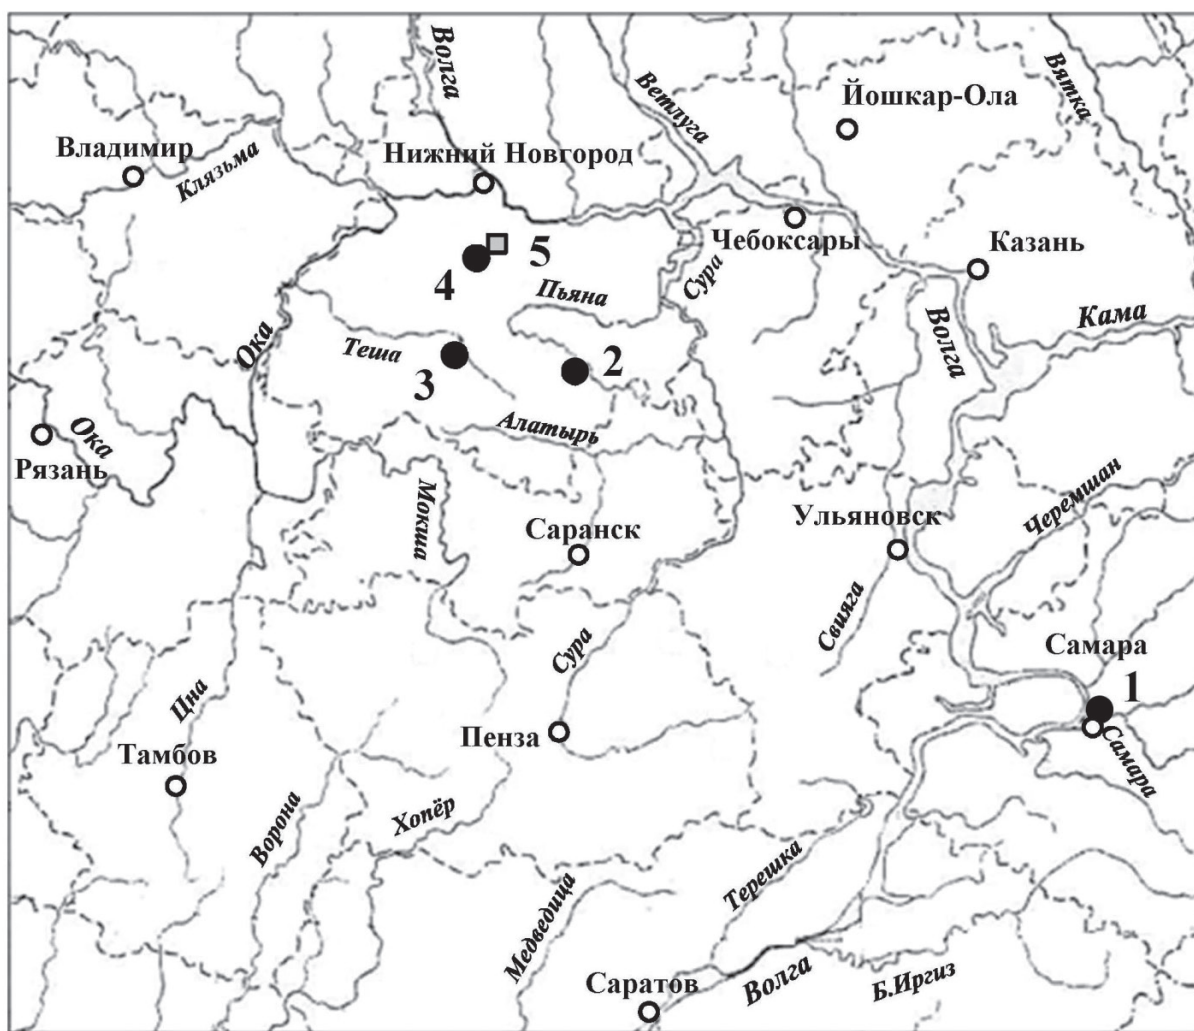 Волга
Ветлуга
Вятка
Йошкар-Ола
Владимир
Клязьма
Нижний Новгород
Чебоксары
Казань
5
4
Сура
Пьяна
Волга
Кама
Ока
Теша
3
2
Алатырь
Ока
Рязань
Мокша
Саранск
Ульяновск
Черемшан
Свияга
Сура
Самара
1
Самара
Цна
Пенза
Тамбов
Ворона
Хопёр
Терешка
Медведица
Саратов
Волга
Б.Иргиз